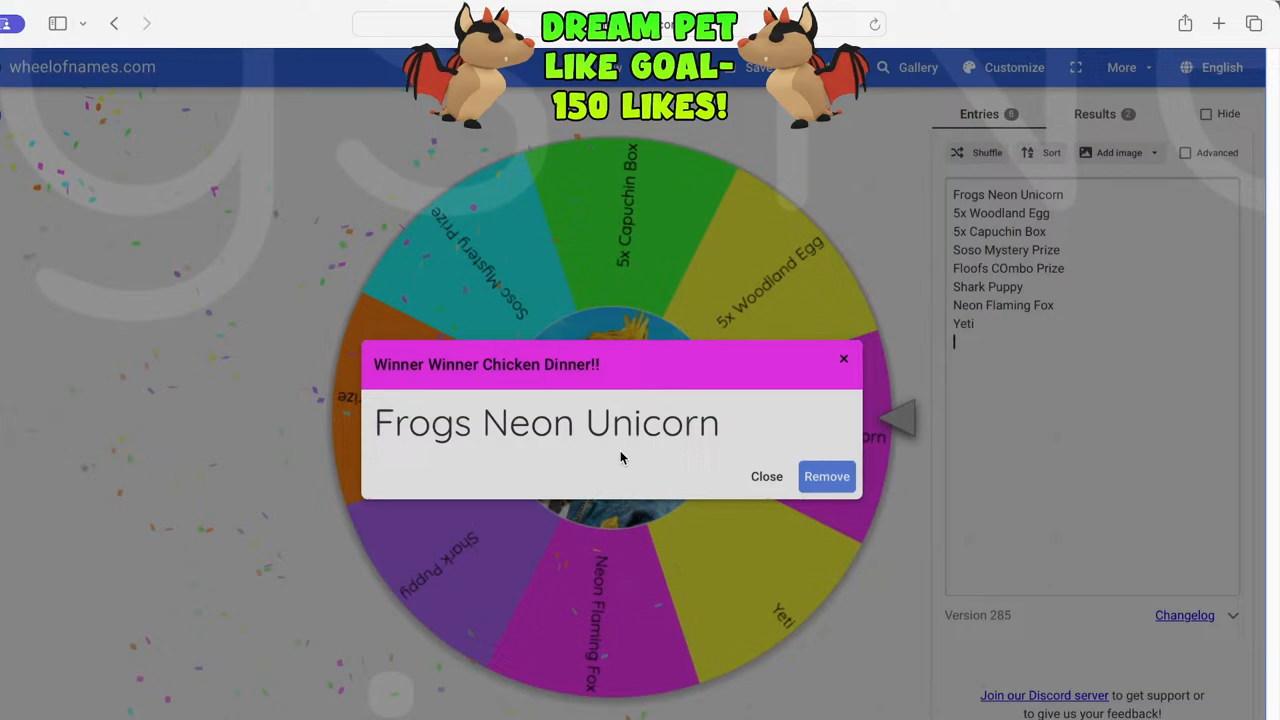 DREAM PET
LIKE GOAL-
150 LIKES!
wheelofnames.com
Gallery
Customize
More
English
Entries 8
Results 2
Hide
Shuffle
Sort
Add image
Advanced
Frogs Neon Unicorn
5x Woodland Egg
5x Capuchin Box
Soso Mystery Prize
Floofs COmbo Prize
Shark Puppy
Neon Flaming Fox
Yeti
5x Capuchin Box
Soso Mystery Prize
5x Woodland Egg
Shark Puppy
Neon Flaming Fox
Yeti
Winner Winner Chicken Dinner!!
Frogs Neon Unicorn
Close
Remove
Version 285
Changelog
Join our Discord server to get support or
to give us your feedback!